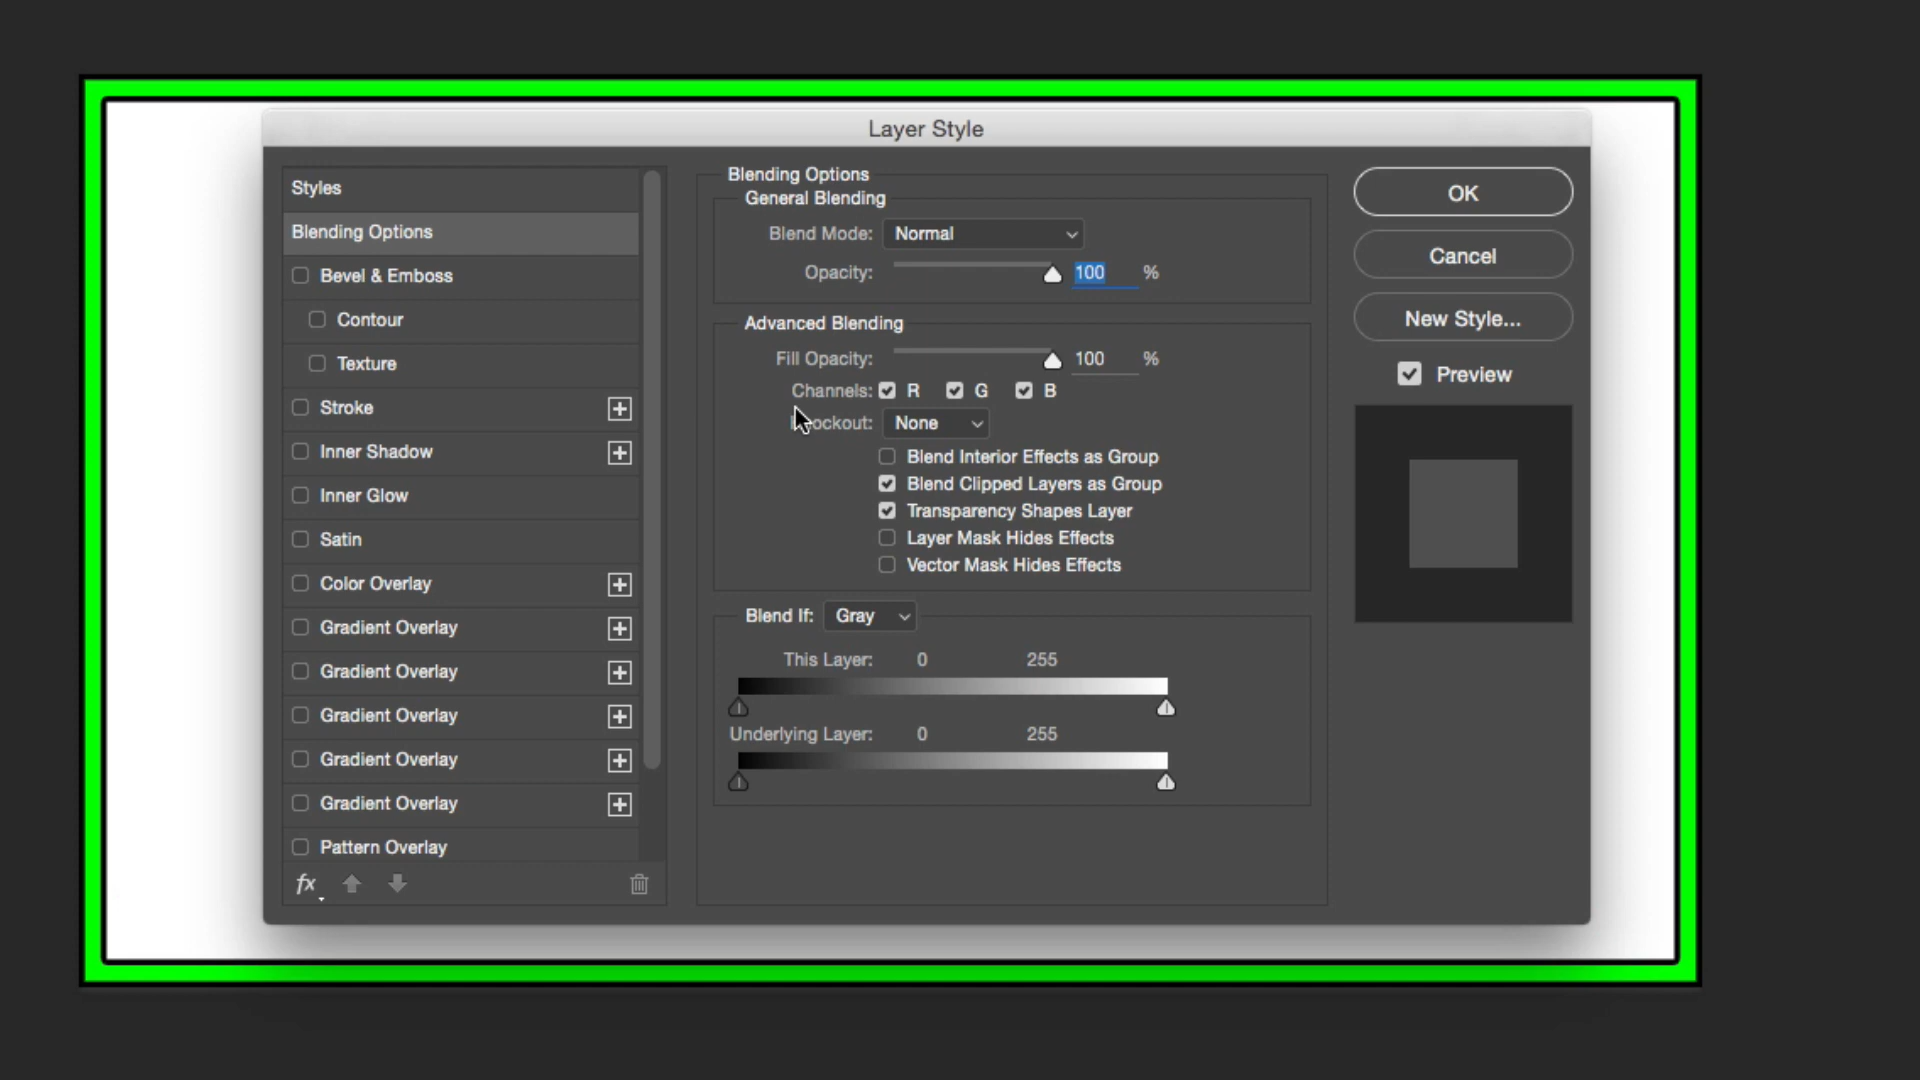 Layer Style
Styles
Blending Options
Bevel & Emboss
Contour
Texture
Stroke
Inner Shadow
Inner Glow
Satin
Color Overlay
Gradient Overlay
Gradient Overlay
Gradient Overlay
Gradient Overlay
Gradient Overlay
Pattern Overlay
fx
Blending Options
General Blending
Blend Mode: Normal
Opacity: 100 %
Advanced Blending
Fill Opacity: 100 %
Channels: R G B
None
Blend Interior Effects as Group
Blend Clipped Layers as Group
Transparency Shapes Layer
Layer Mask Hides Effects
Vector Mask Hides Effects
Blend If: Gray
This Layer: 0 255
Underlying Layer: 0 255
OK
Cancel
New Style...
Preview